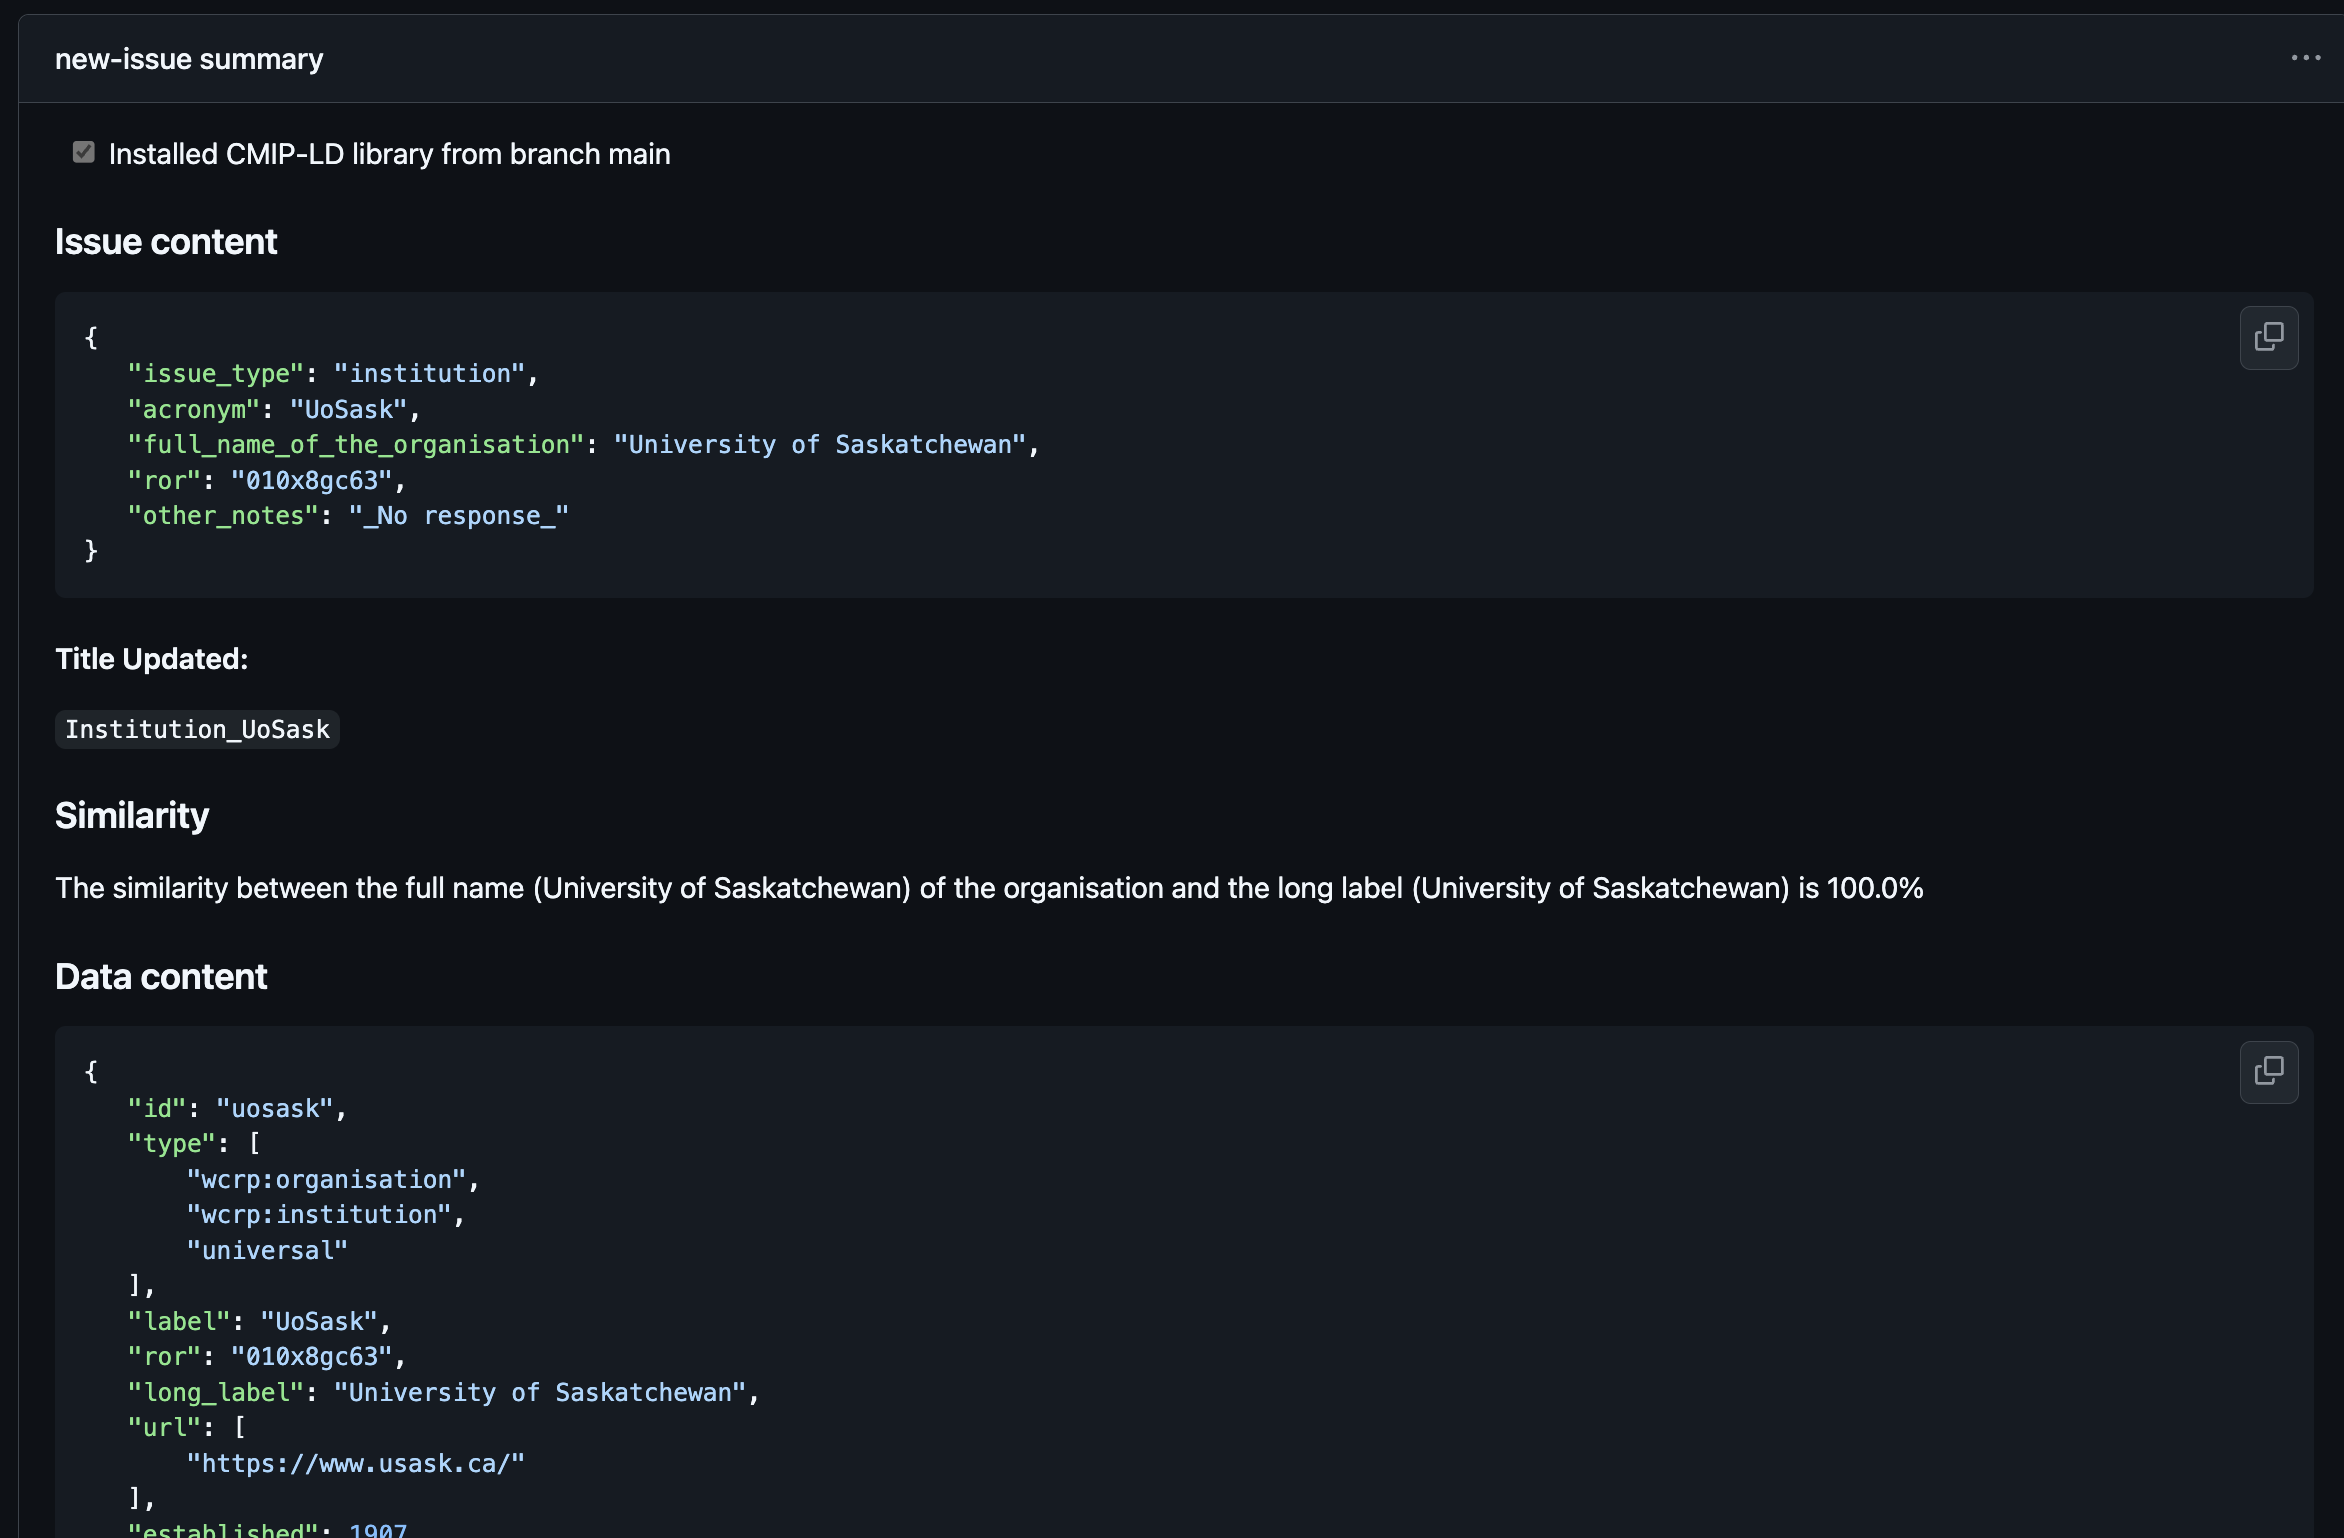 new-issue summary
Installed CMIP-LD library from branch main
Issue content
{
"issue_type": "institution",
"acronym": "UoSask",
"full_name_of_the_organisation": "University of Saskatchewan",
"ror": "010x8gc63",
"other_notes": "_No response_"
}
Title Updated:
Institution_UoSask
Similarity
The similarity between the full name (University of Saskatchewan) of the organisation and the long label (University of Saskatchewan) is 100.0%
Data content
{
"id": "uosask",
"type": [
"wcrp:organisation",
"wcrp:institution",
"universal"
],
"label": "UoSask",
"ror": "010x8gc63",
"long_label": "University of Saskatchewan",
"url": [
"https://www.usask.ca/"
],
"established": 1907